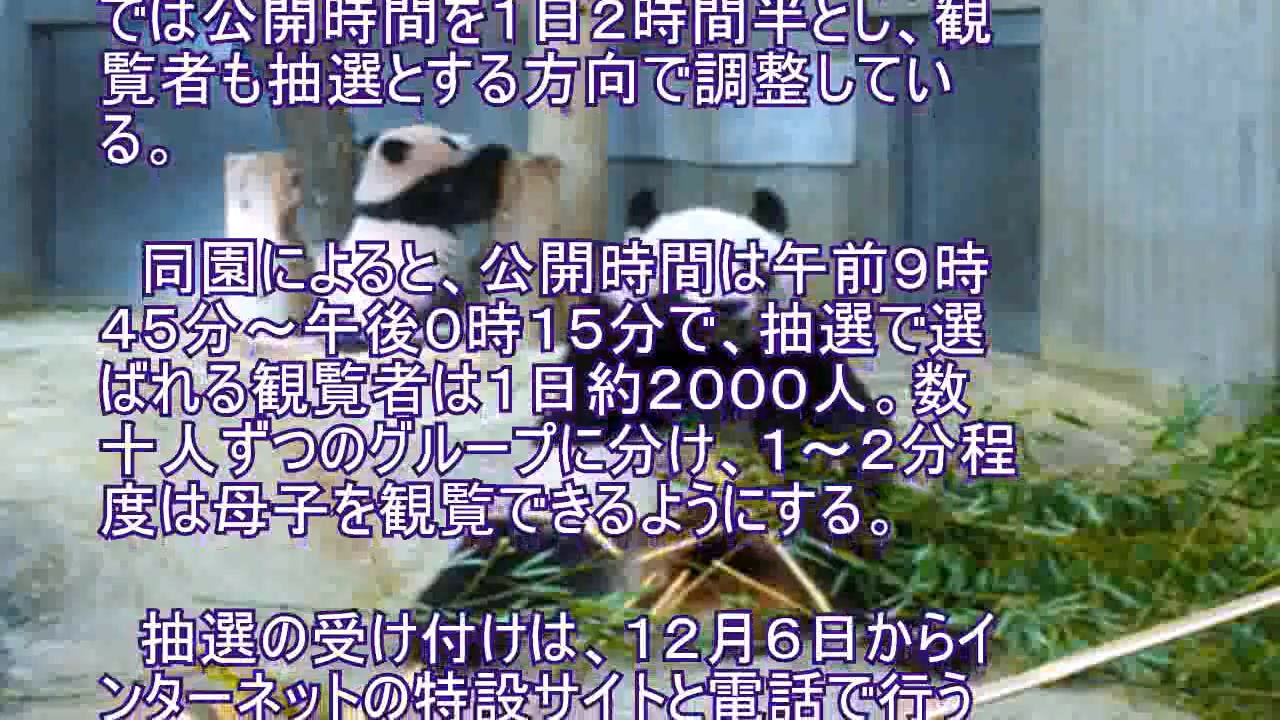 では公開時間を１日２時間半とし、観
覧者も抽選とする方向で調整してい
る。
同園によると、公開時間は午前９時
４５分～午後０時１５分で、抽選で選
ばれる観覧者は１日約２０００人。数
十人ずつのグループに分け、１～２分程
度は母子を観覧できるようにする。
抽選の受け付けは、１２月６日からイ
ンターネットの特設サイトと電話で行う